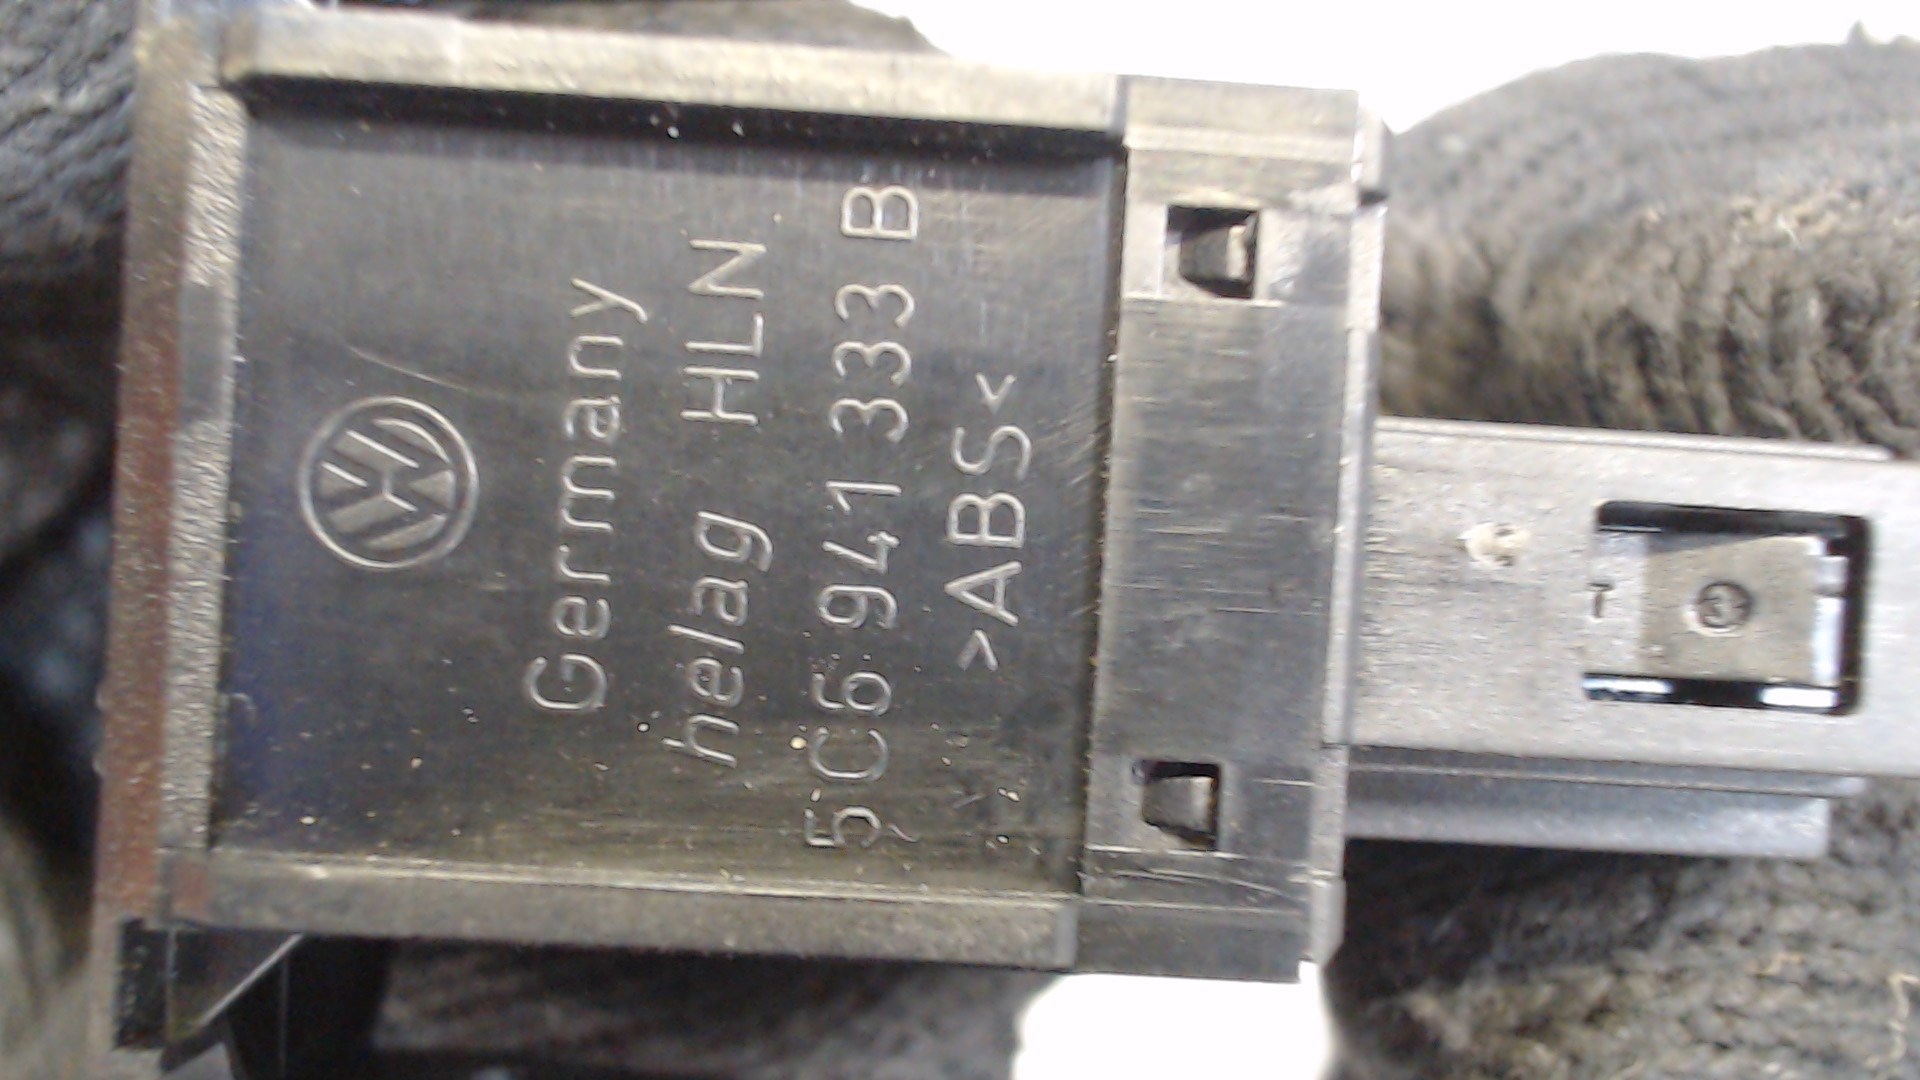 Germany
helag HLN
5C6 941 333 B
>ABS<